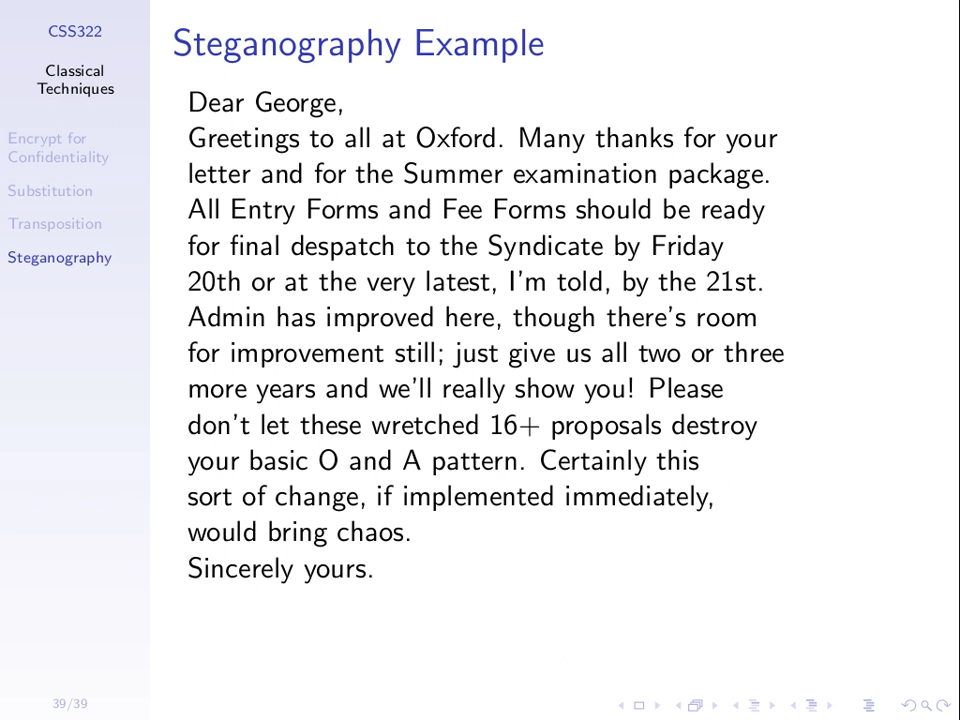 CSS322
Classical
Techniques
Encrypt for
Confidentiality
Substitution
Transposition
Steganography
Steganography Example
Dear George,
Greetings to all at Oxford. Many thanks for your
letter and for the Summer examination package.
All Entry Forms and Fee Forms should be ready
for final despatch to the Syndicate by Friday
20th or at the very latest, I'm told, by the 21st.
Admin has improved here, though there's room
for improvement still; just give us all two or three
more years and we'll really show you! Please
don't let these wretched 16+ proposals destroy
your basic O and A pattern. Certainly this
sort of change, if implemented immediately,
would bring chaos.
Sincerely yours.
39/39